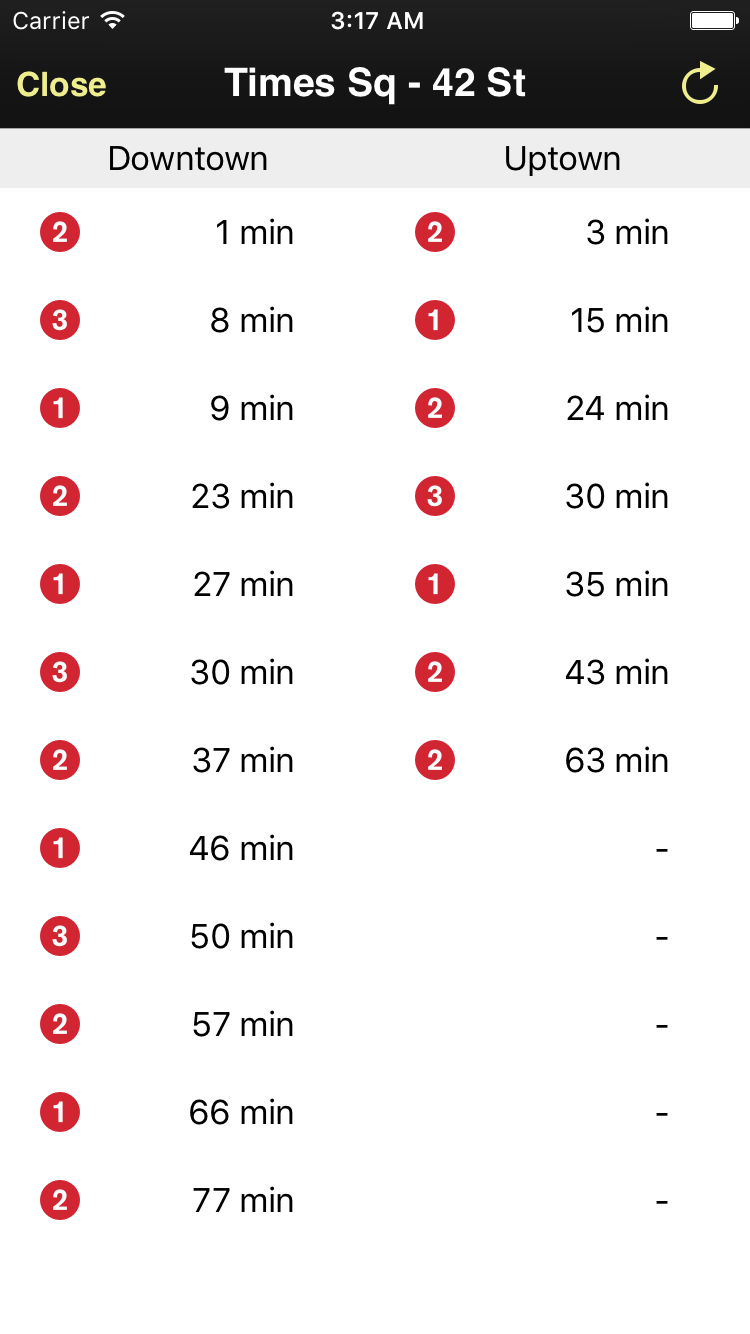 Carrier 3:17 AM
Close Times Sq - 42 St
Downtown Uptown
2 1 min 2 3 min
3 8 min 1 15 min
1 9 min 2 24 min
2 23 min 3 30 min
1 27 min 1 35 min
3 30 min 2 43 min
2 37 min 2 63 min
1 46 min -
3 50 min -
2 57 min -
1 66 min -
2 77 min -